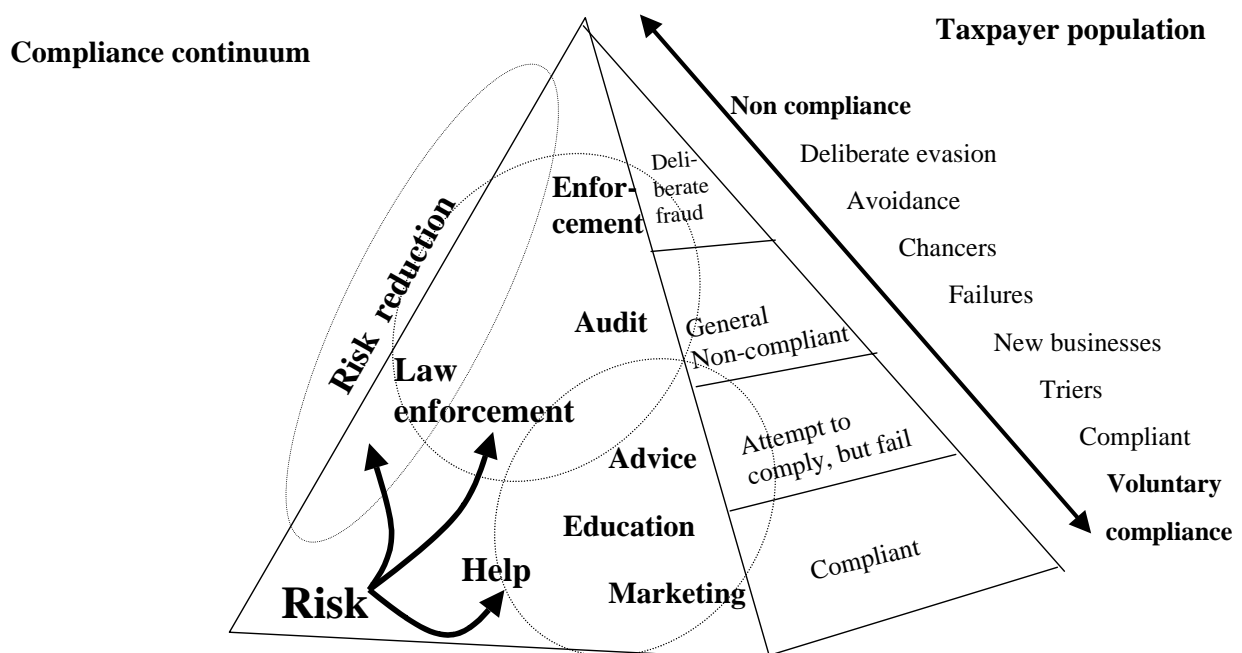 Compliance continuum
Taxpayer population
Non compliance
Deliberate evasion
Avoidance
Chancers
Failures
New businesses
Triers
Compliant
Voluntary
compliance
Risk reduction
Enfor-
cement
Audit
Law
enforcement
Advice
Education
Help
Marketing
Risk
Deli-
berate
fraud
General
Non-compliant
Attempt to
comply, but fail
Compliant